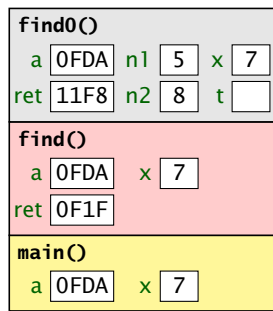 find0()
a 0FDA n1 5 x 7
ret 11F8 n2 8 t
find()
a 0FDA x 7
ret 0F1F
main()
a 0FDA x 7